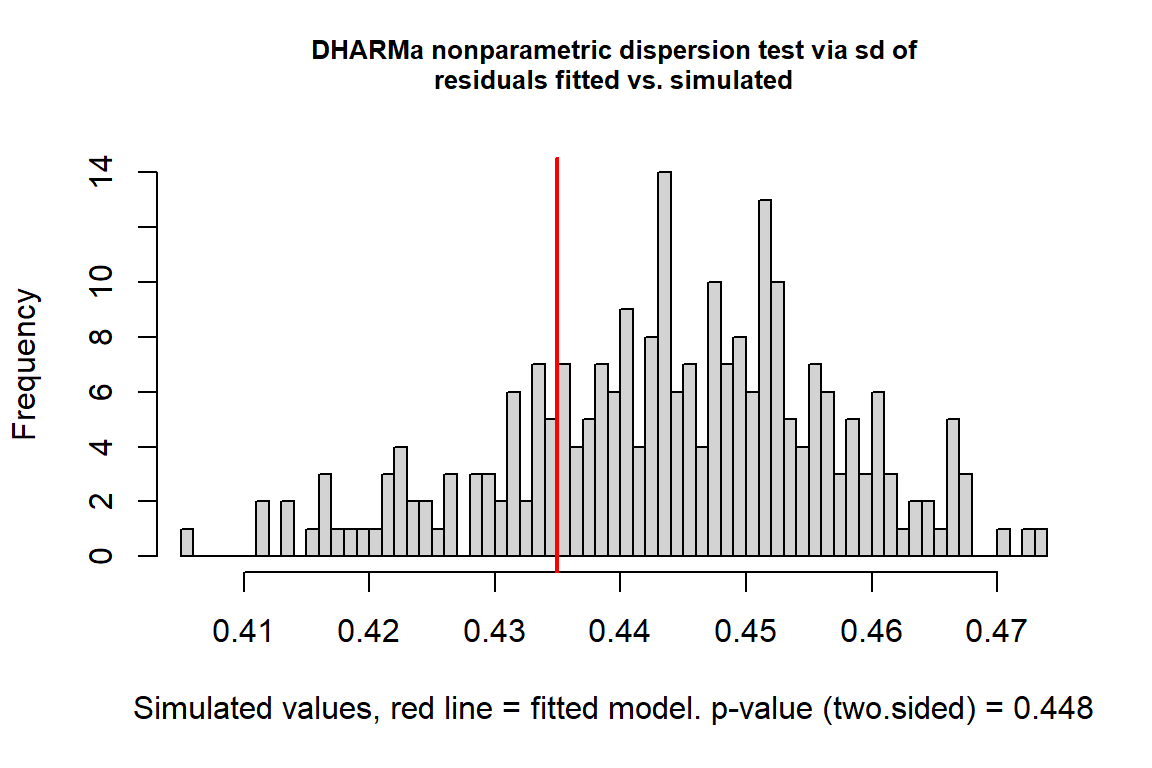 DHARMa nonparametric dispersion test via sd of
residuals fitted vs. simulated
Frequency
14
10
8
6
4
2
0
0.41 0.42 0.43 0.44 0.45 0.46 0.47
Simulated values, red line = fitted model. p-value (two.sided) = 0.448